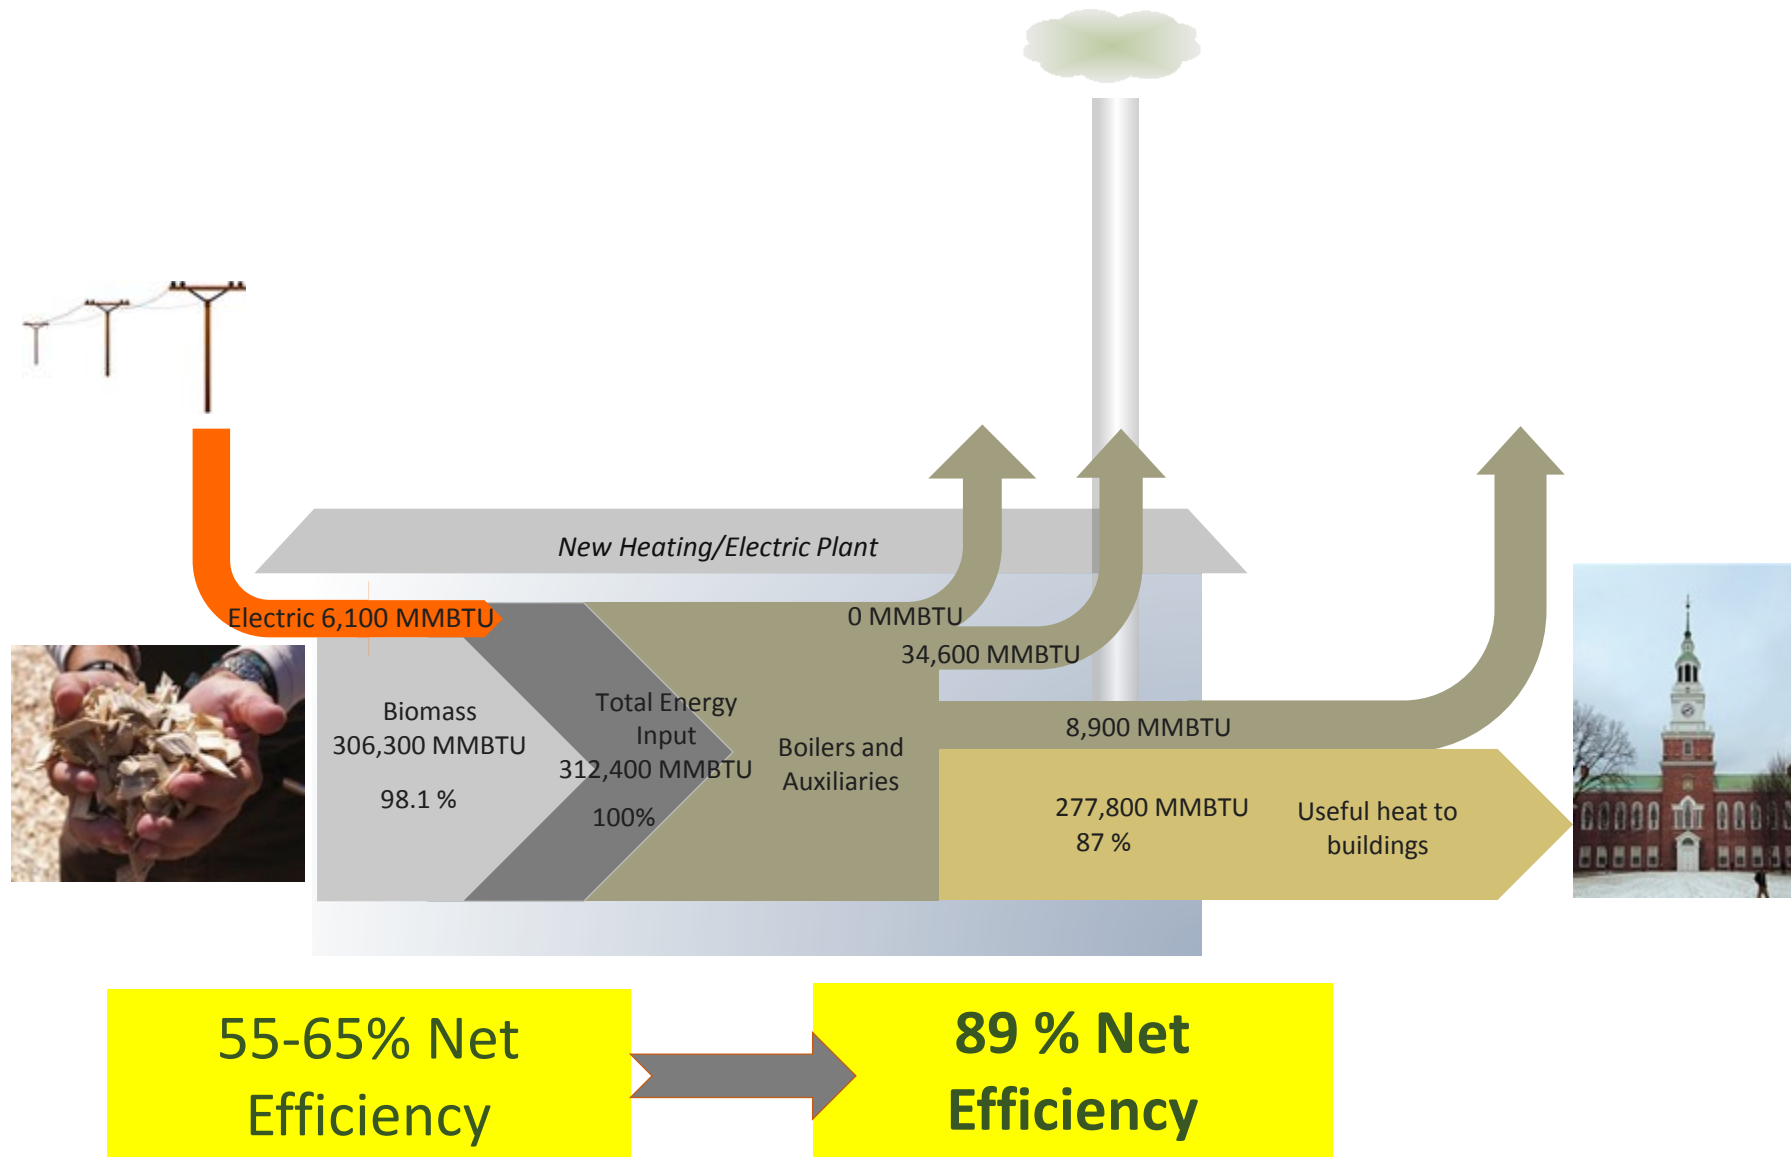 New Heating/Electric Plant
Electric 6,100 MMBTU
0 MMBTU
34,600 MMBTU
Biomass
306,300 MMBTU
98.1 %
Total Energy
Input
312,400 MMBTU
100%
Boilers and
Auxiliaries
8,900 MMBTU
277,800 MMBTU
87 %
Useful heat to
buildings
55-65% Net
Efficiency
89 % Net
Efficiency